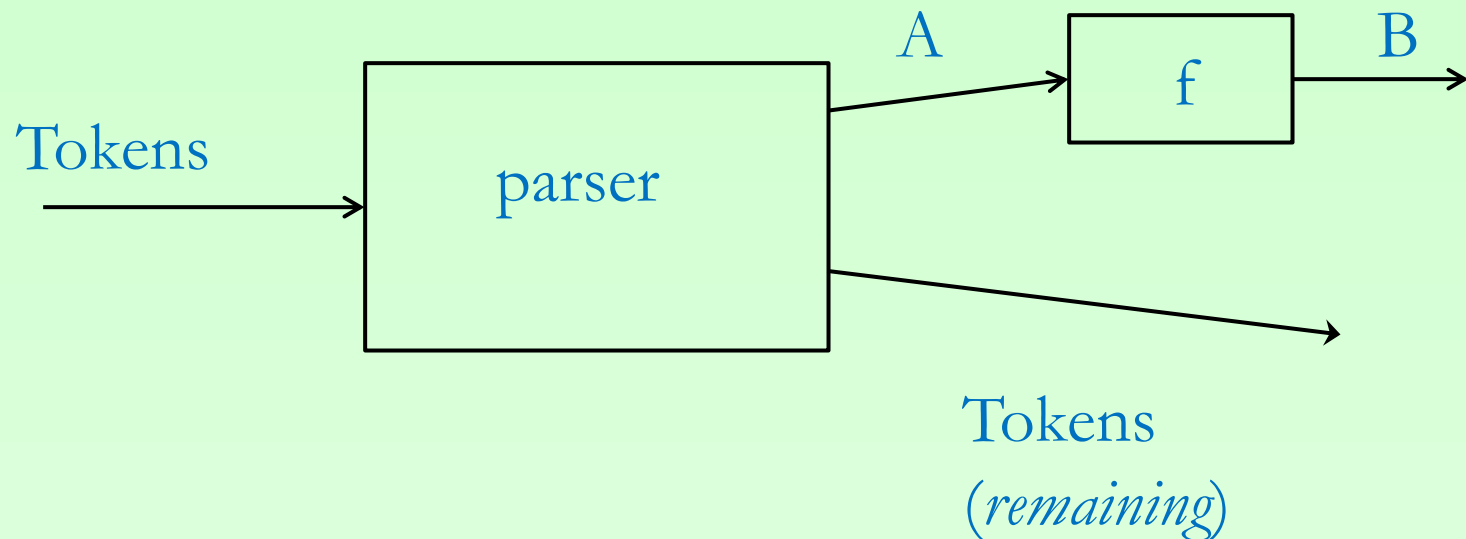 Tokens
parser
A
f
B
Tokens
(remaining)